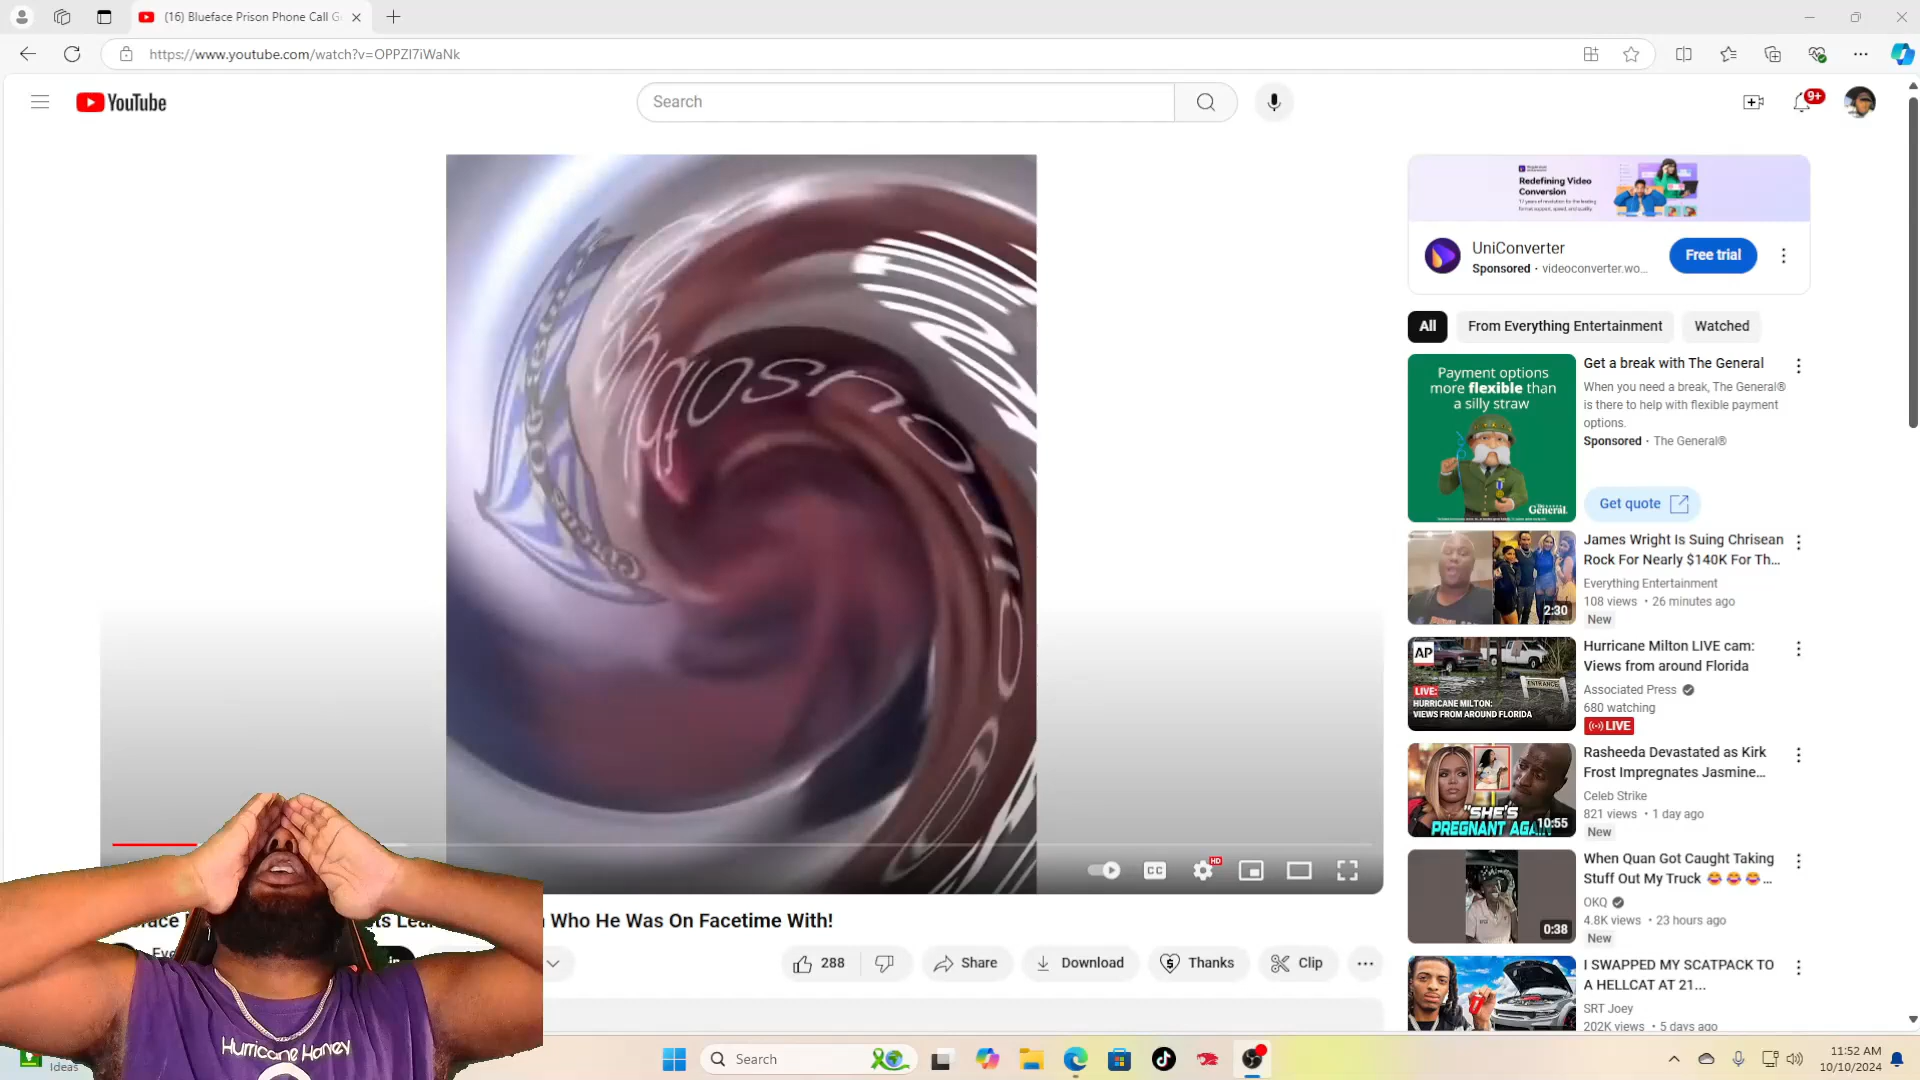 (16) Blueface Prison Phone Call G
https://www.youtube.com/watch?v=OPPZI7iWaNk
YouTube
Search
9+
Redefining Video
Conversion
UniConverter
Sponsored · videoconverter.wo...
Free trial
All
From Everything Entertainment
Watched
Payment options
more flexible than
a silly straw
General
Get a break with The General
When you need a break, The General®
is there to help with flexible payment
options.
Sponsored · The General®
Get quote
2:30
James Wright Is Suing Chrisean
Rock For Nearly $140K For Th...
Everything Entertainment
108 views • 26 minutes ago
New
AP
LIVE:
HURRICANE MILTON:
VIEWS FROM AROUND FLORIDA
ENTRANCE
Hurricane Milton LIVE cam:
Views from around Florida
Associated Press
680 watching
LIVE
"SHE'S
PREGNANT AGAIN
10:55
Rasheeda Devastated as Kirk
Frost Impregnates Jasmine...
Celeb Strike
821 views • 1 day ago
New
0:38
When Quan Got Caught Taking
Stuff Out My Truck 😂😂😂...
OKQ
4.8K views • 23 hours ago
New
I SWAPPED MY SCATPACK TO
A HELLCAT AT 21...
SRT Joey
202K views • 5 days ago
CC
HD
Who He Was On Facetime With!
288
Share
Download
Thanks
Clip
Hurricane Harvey
Ideas
Search
11:52 AM
10/10/2024